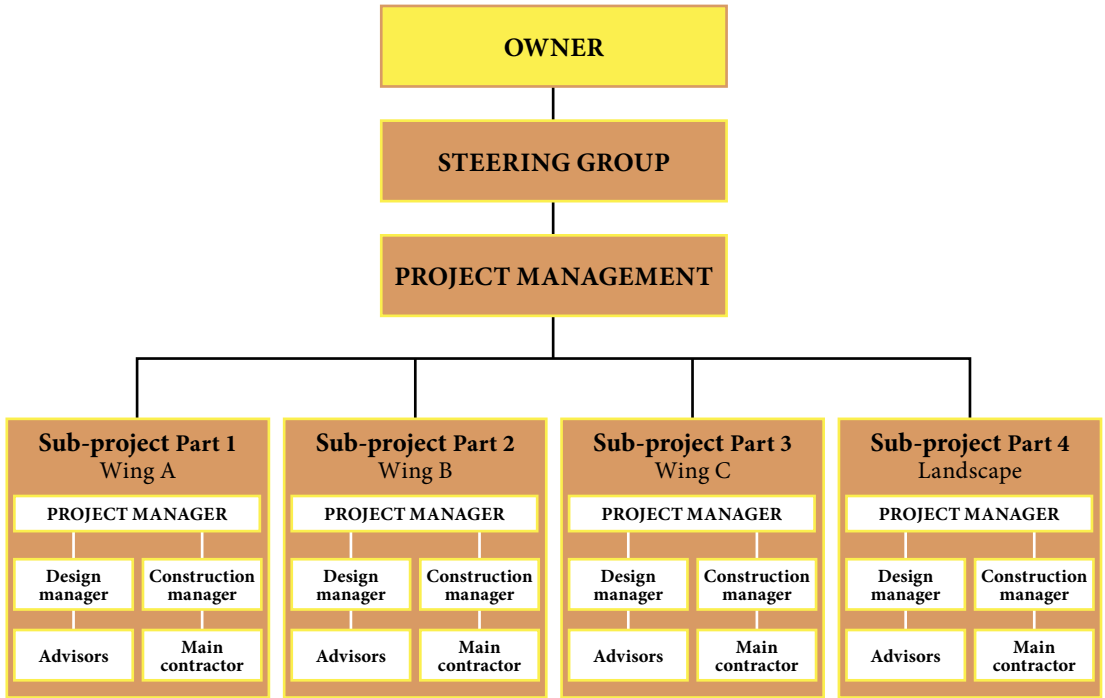 OWNER
STEERING GROUP
PROJECT MANAGEMENT
Sub-project Part 1
Wing A
PROJECT MANAGER
Design
manager
Construction
manager
Advisors
Main
contractor
Sub-project Part 2
Wing B
PROJECT MANAGER
Design
manager
Construction
manager
Advisors
Main
contractor
Sub-project Part 3
Wing C
PROJECT MANAGER
Design
manager
Construction
manager
Advisors
Main
contractor
Sub-project Part 4
Landscape
PROJECT MANAGER
Design
manager
Construction
manager
Advisors
Main
contractor